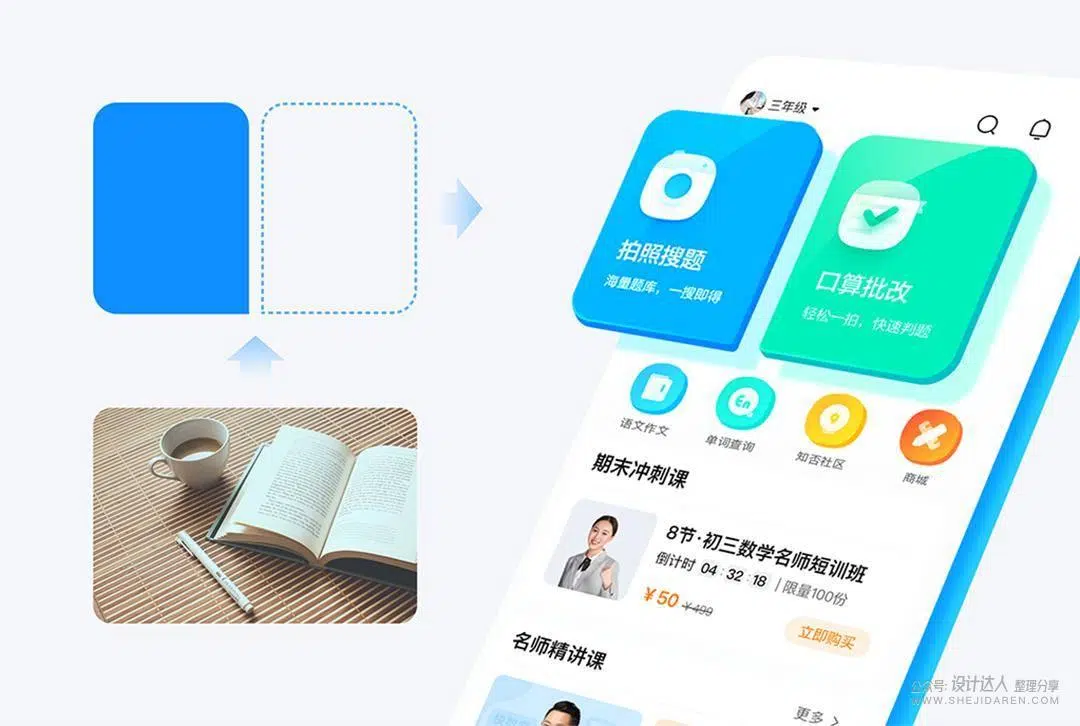 三年级
拍照搜题
海量题库，一搜即得
口算批改
轻松一拍，快速判题
En
语文作文
单词查询
知否社区
商城
期末冲刺课
8节·初三数学名师短训班
倒计时 04 : 32 : 18 | 限量100份
¥50 ¥499
立即购买
名师精讲课
更多
公众号: 设计达人 整理分享
WWW.SHEJIDAREN.COM